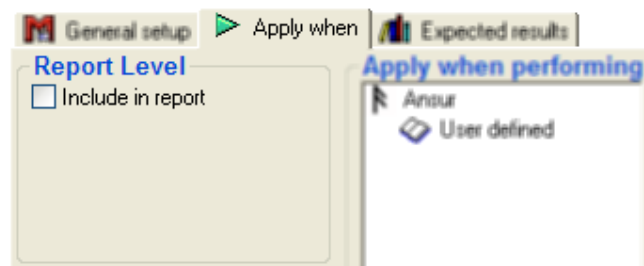 General setup Apply when Expected results
Report Level
Include in report
Apply when performing
Ansur
User defined